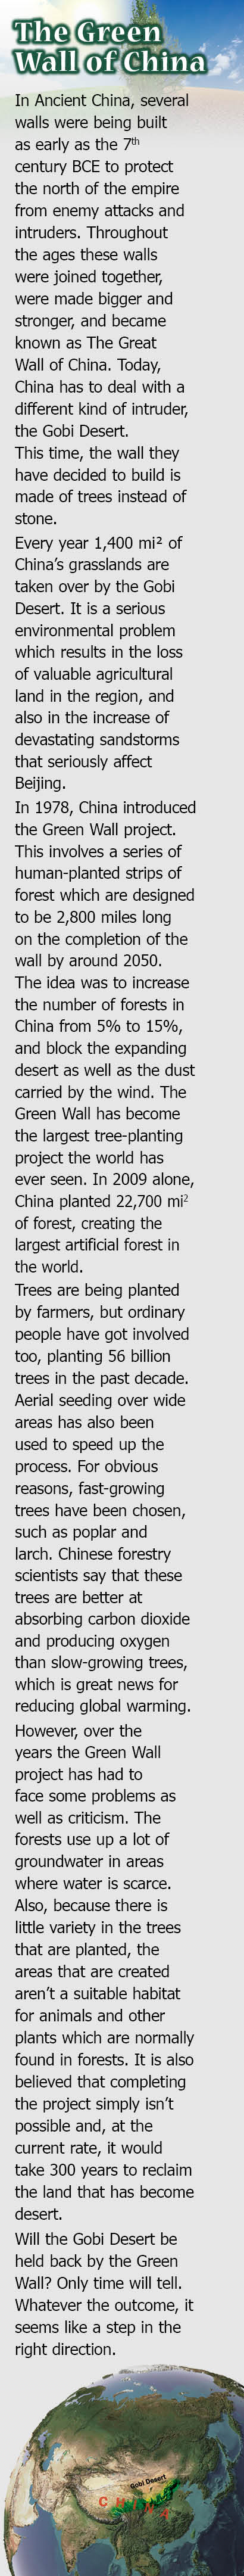 The Green
Wall of China
In Ancient China, several
walls were being built
as early as the 7th
century BCE to protect
the north of the empire
from enemy attacks and
intruders. Throughout
the ages these walls
were joined together,
were made bigger and
stronger, and became
known as The Great
Wall of China. Today,
China has to deal with a
different kind of intruder,
the Gobi Desert.
This time, the wall they
have decided to build is
made of trees instead of
stone.
Every year 1,400 mi² of
China’s grasslands are
taken over by the Gobi
Desert. It is a serious
environmental problem
which results in the loss
of valuable agricultural
land in the region, and
also in the increase of
devastating sandstorms
that seriously affect
Beijing.
In 1978, China introduced
the Green Wall project.
This involves a series of
human-planted strips of
forest which are designed
to be 2,800 miles long
on the completion of the
wall by around 2050.
The idea was to increase
the number of forests in
China from 5% to 15%,
and block the expanding
desert as well as the dust
carried by the wind. The
Green Wall has become
the largest tree-planting
project the world has
ever seen. In 2009 alone,
China planted 22,700 mi²
of forest, creating the
largest artificial forest in
the world.
Trees are being planted
by farmers, but ordinary
people have got involved
too, planting 56 billion
trees in the past decade.
Aerial seeding over wide
areas has also been
used to speed up the
process. For obvious
reasons, fast-growing
trees have been chosen,
such as poplar and
larch. Chinese forestry
scientists say that these
trees are better at
absorbing carbon dioxide
and producing oxygen
than slow-growing trees,
which is great news for
reducing global warming.
However, over the
years the Green Wall
project has had to
face some problems as
well as criticism. The
forests use up a lot of
groundwater in areas
where water is scarce.
Also, because there is
little variety in the trees
that are planted, the
areas that are created
aren’t a suitable habitat
for animals and other
plants which are normally
found in forests. It is also
believed that completing
the project simply isn’t
possible and, at the
current rate, it would
take 300 years to reclaim
the land that has become
desert.
Will the Gobi Desert be
held back by the Green
Wall? Only time will tell.
Whatever the outcome, it
seems like a step in the
right direction.
Gobi Desert
CHINA